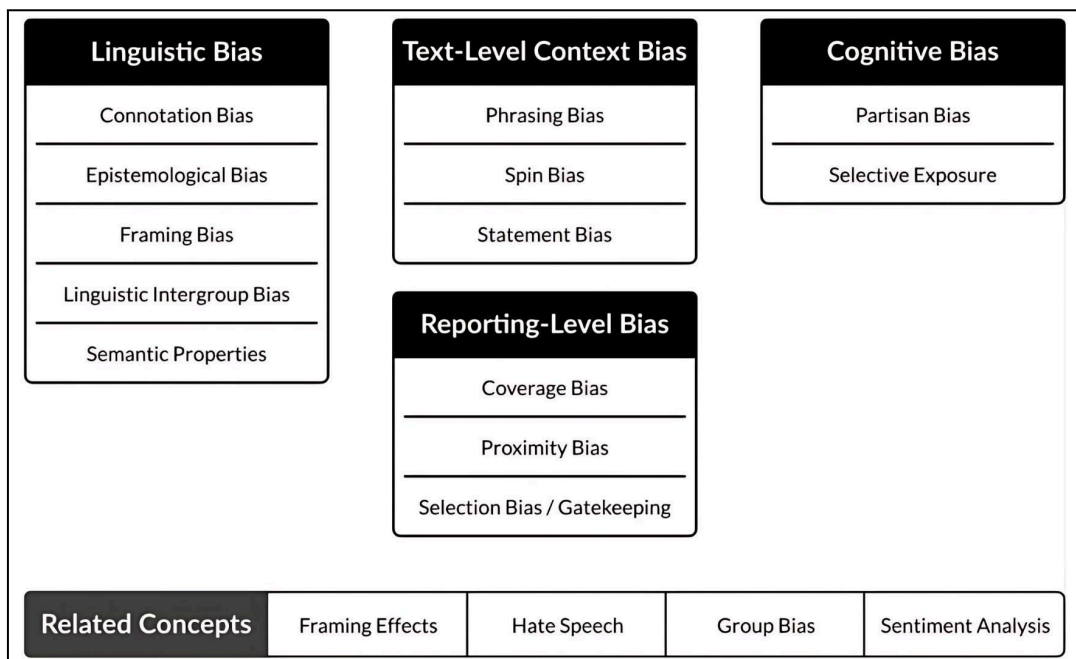 Linguistic Bias
Connotation Bias
Epistemological Bias
Framing Bias
Linguistic Intergroup Bias
Semantic Properties
Text-Level Context Bias
Phrasing Bias
Spin Bias
Statement Bias
Reporting-Level Bias
Coverage Bias
Proximity Bias
Selection Bias / Gatekeeping
Cognitive Bias
Partisan Bias
Selective Exposure
Related Concepts
Framing Effects
Hate Speech
Group Bias
Sentiment Analysis